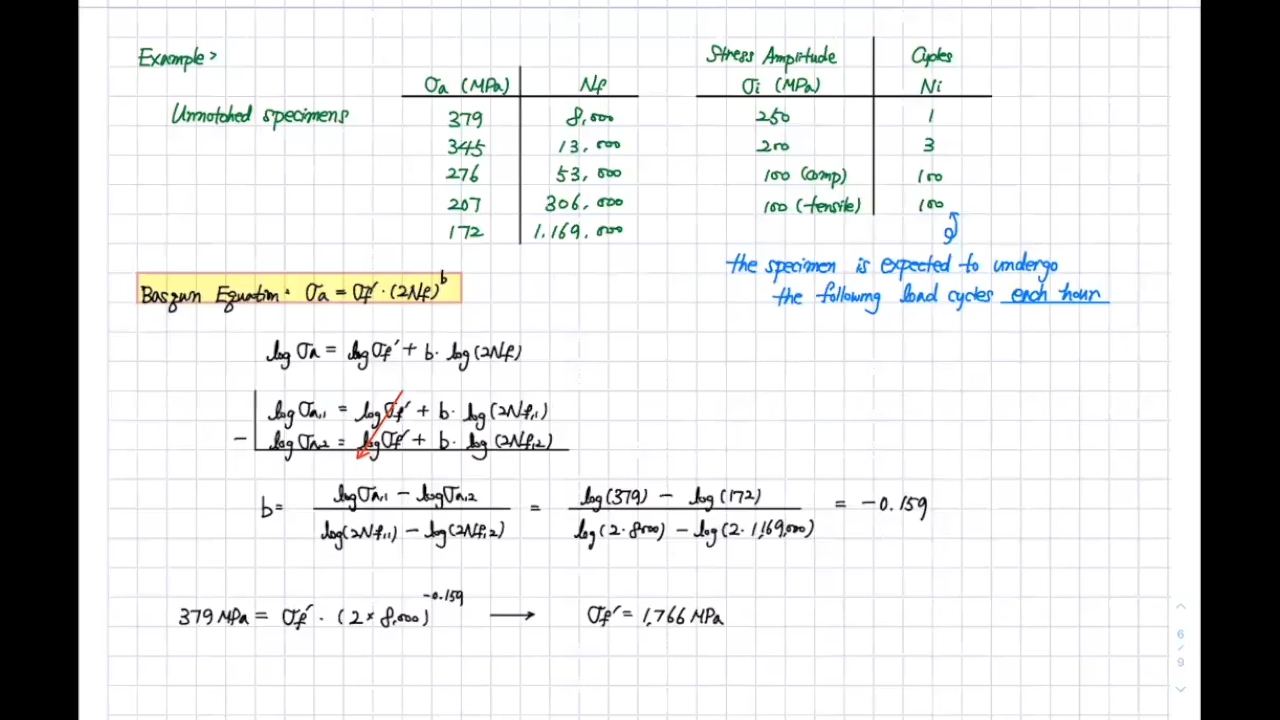 Example>
Unnotched specimens
σa (MPa) Nf
379 8,000
345 13,000
276 53,000
207 306,000
172 1.169,000
Stress Amplitude Cycles
σi (MPa) Ni
250 1
200 3
100 (comp) 100
100 (tensile) 100
the specimen is expected to undergo
the following load cycles each hour
Basqun Equation: σa = σf′ · (2Nf)^b
log σa = log σf′ + b · log (2Nf)
log σa,1 = log σf′ + b · log (2Nf,1)
− log σa,2 = log σf′ + b · log (2Nf,2)
b = (log σa,1 − log σa,2) / (log(2Nf,1) − log(2Nf,2)) = (log(379) − log(172)) / (log(2·8,000) − log(2·1,169,000)) = −0.159
379 MPa = σf′ · (2 × 8,000)^−0.159 → σf′ = 1,766 MPa
6
/
9